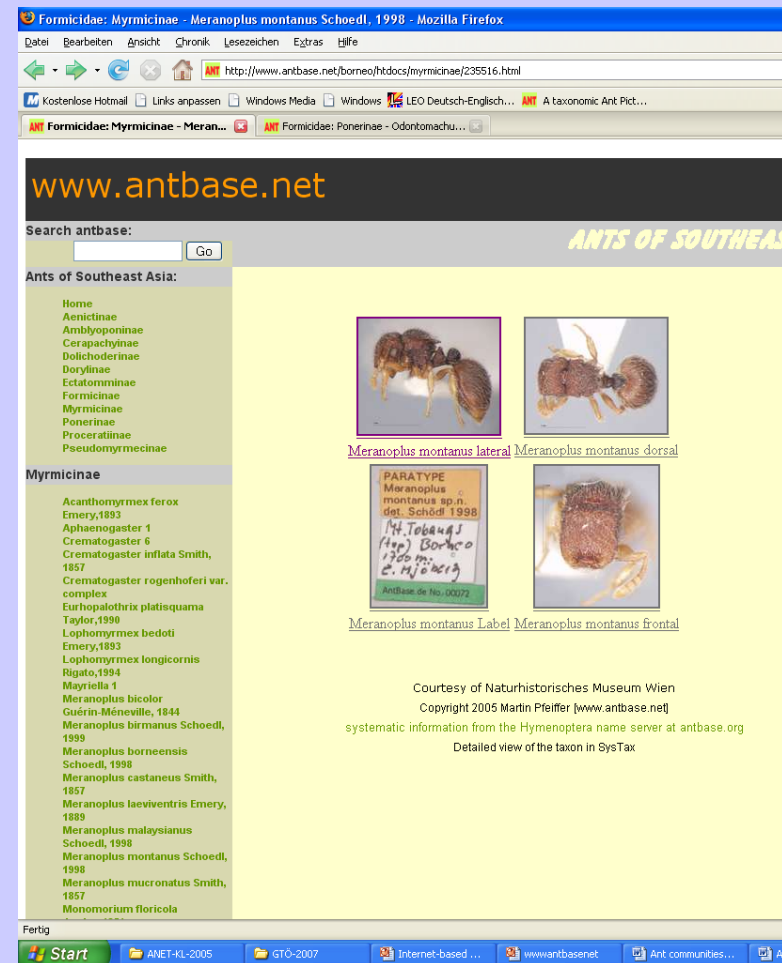 Formicidae: Myrmicinae - Meranoplus montanus Schoedl, 1998 - Mozilla Firefox
Datei Bearbeiten Ansicht Chronik Lesezeichen Extras Hilfe
ANT http://www.antbase.net/borneo/htdocs/myrmicinae/235516.html
Kostenlose Hotmail Links anpassen Windows Media Windows LEO Deutsch-Englisch... ANT A taxonomic Ant Pict...
ANT Formicidae: Myrmicinae - Meran... ANT Formicidae: Ponerinae - Odontomachu...
www.antbase.net
Search antbase:
Go
ANTS OF SOUTHEAS
Ants of Southeast Asia:
Home
Aenictinae
Amblyoponinae
Cerapachyinae
Dolichoderinae
Dorylinae
Ectatomminae
Formicinae
Myrmicinae
Ponerinae
Proceratiinae
Pseudomyrmecinae
Myrmicinae
Acanthomyrmex ferox
Emery,1893
Aphaenogaster 1
Crematogaster 6
Crematogaster inflata Smith,
1857
Crematogaster rogenhoferi var.
complex
Eurhopalothrix platisquama
Taylor,1990
Lophomyrmex bedoti
Emery,1893
Lophomyrmex longicornis
Rigato,1994
Mayriella 1
Meranoplus bicolor
Guérin-Méneville, 1844
Meranoplus birmanus Schoedl,
1999
Meranoplus borneensis
Schoedl, 1998
Meranoplus castaneus Smith,
1857
Meranoplus laeviventris Emery,
1889
Meranoplus malaysianus
Schoedl, 1998
Meranoplus montanus Schoedl,
1998
Meranoplus mucronatus Smith,
1857
Monomorium floricola
Meranoplus montanus lateral Meranoplus montanus dorsal
PARATYPE
Meranoplus
montanus sp.n.
det. Schödl 1998
Mt. Tobang
(top) Borneo
1700 m.
E. Mjöberg
AntBase.de No. 00072
Meranoplus montanus Label Meranoplus montanus frontal
Courtesy of Naturhistorisches Museum Wien
Copyright 2005 Martin Pfeiffer [www.antbase.net]
systematic information from the Hymenoptera name server at antbase.org
Detailed view of the taxon in SysTax
Fertig
Start ANET-KL-2005 GTÖ-2007 Internet-based ... wwwantbasenet Ant communities...